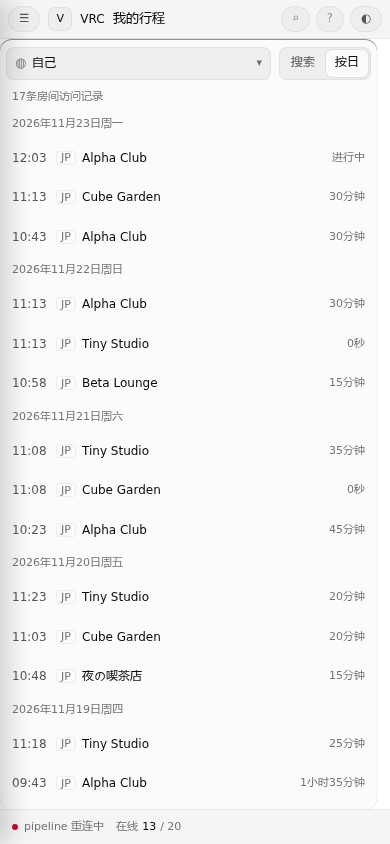 ☰ V VRC 我的行程 ⌕ ? ◐
◍ 自己 ▾ 搜索 按日
17条房间访问记录
2026年11月23日周一
12:03 JP Alpha Club 进行中
11:13 JP Cube Garden 30分钟
10:43 JP Alpha Club 30分钟
2026年11月22日周日
11:13 JP Alpha Club 30分钟
11:13 JP Tiny Studio 0秒
10:58 JP Beta Lounge 15分钟
2026年11月21日周六
11:08 JP Tiny Studio 35分钟
11:08 JP Cube Garden 0秒
10:23 JP Alpha Club 45分钟
2026年11月20日周五
11:23 JP Tiny Studio 20分钟
11:03 JP Cube Garden 20分钟
10:48 JP 夜の喫茶店 15分钟
2026年11月19日周四
11:18 JP Tiny Studio 25分钟
09:43 JP Alpha Club 1小时35分钟
pipeline 重连中 在线 13 / 20